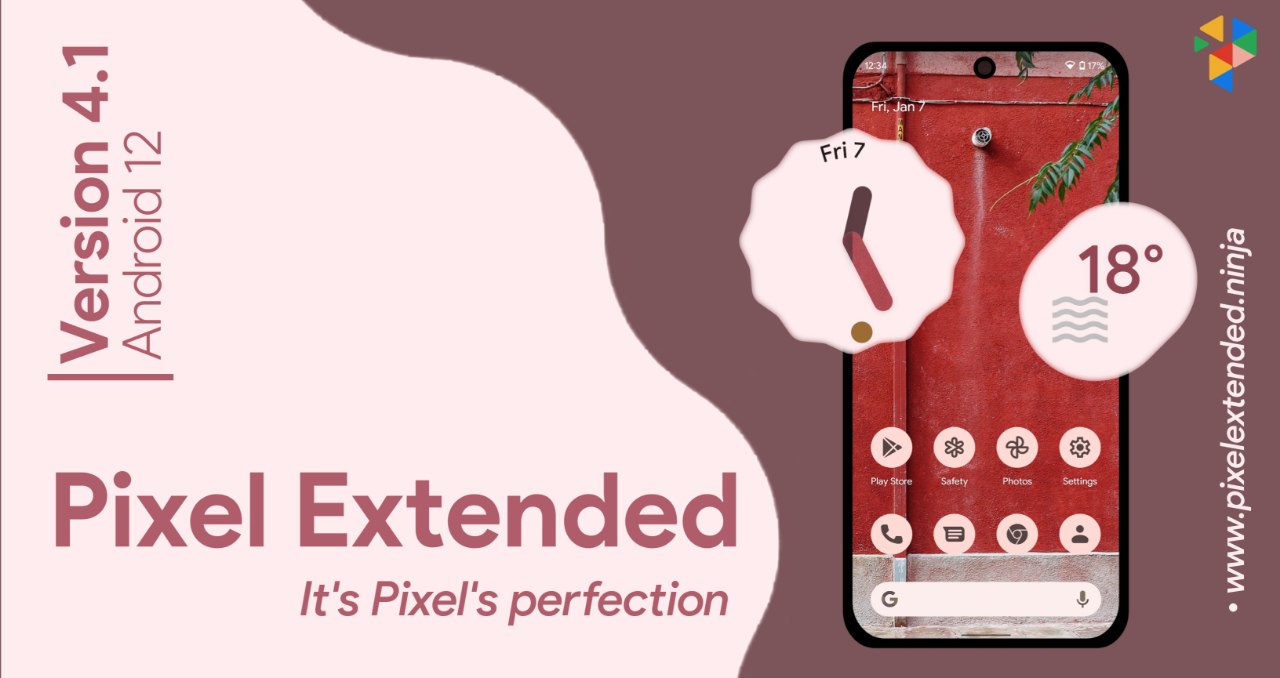 Version 4.1
Android 12
Pixel Extended
It's Pixel's perfection
12:34
17%
Fri, Jan 7
Fri 7
18°
Play Store
Safety
Photos
Settings
G
• www.pixelextended.ninja